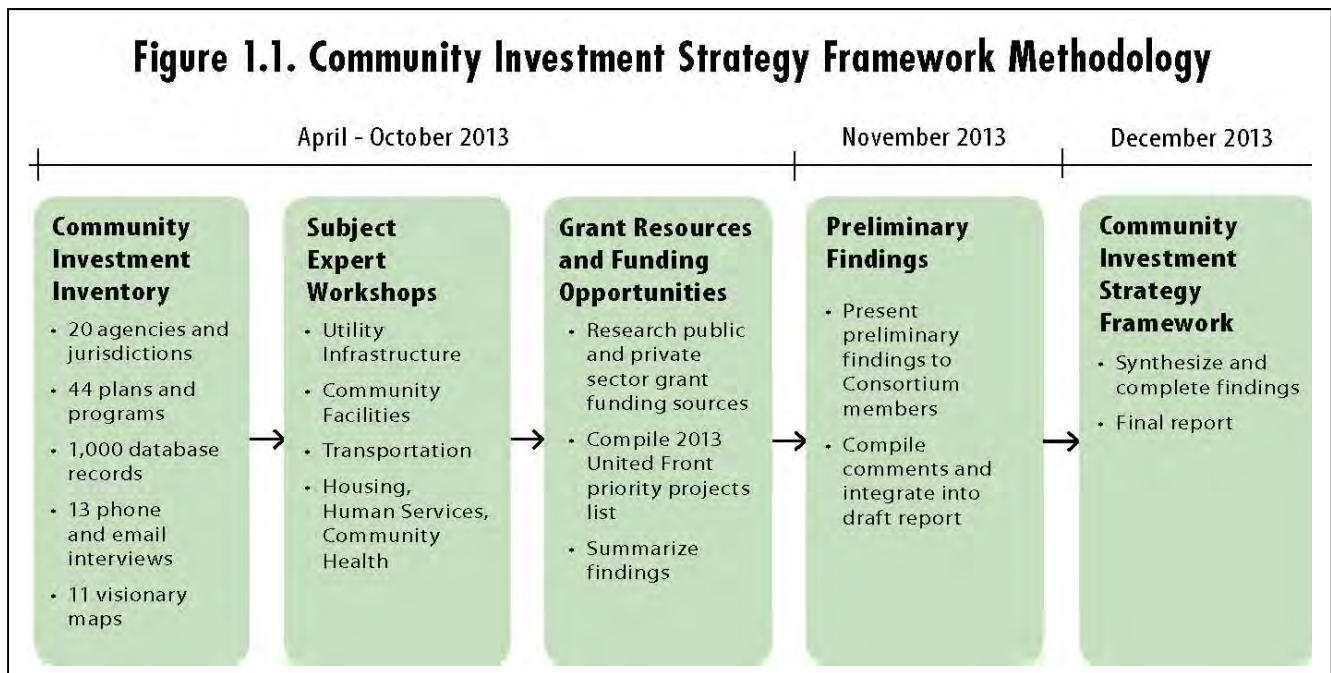 Figure 1.1. Community Investment Strategy Framework Methodology
April – October 2013
November 2013
December 2013
Community
Investment
Inventory
• 20 agencies and
jurisdictions
• 44 plans and
programs
• 1,000 database
records
• 13 phone
and email
interviews
• 11 visionary
maps
Subject
Expert
Workshops
• Utility
Infrastructure
• Community
Facilities
• Transportation
• Housing,
Human Services,
Community
Health
Grant Resources
and Funding
Opportunities
• Research public
and private
sector grant
funding sources
• Compile 2013
United Front
priority projects
list
• Summarize
findings
Preliminary
Findings
• Present
preliminary
findings to
Consortium
members
• Compile
comments and
integrate into
draft report
Community
Investment
Strategy
Framework
• Synthesize and
complete findings
• Final report